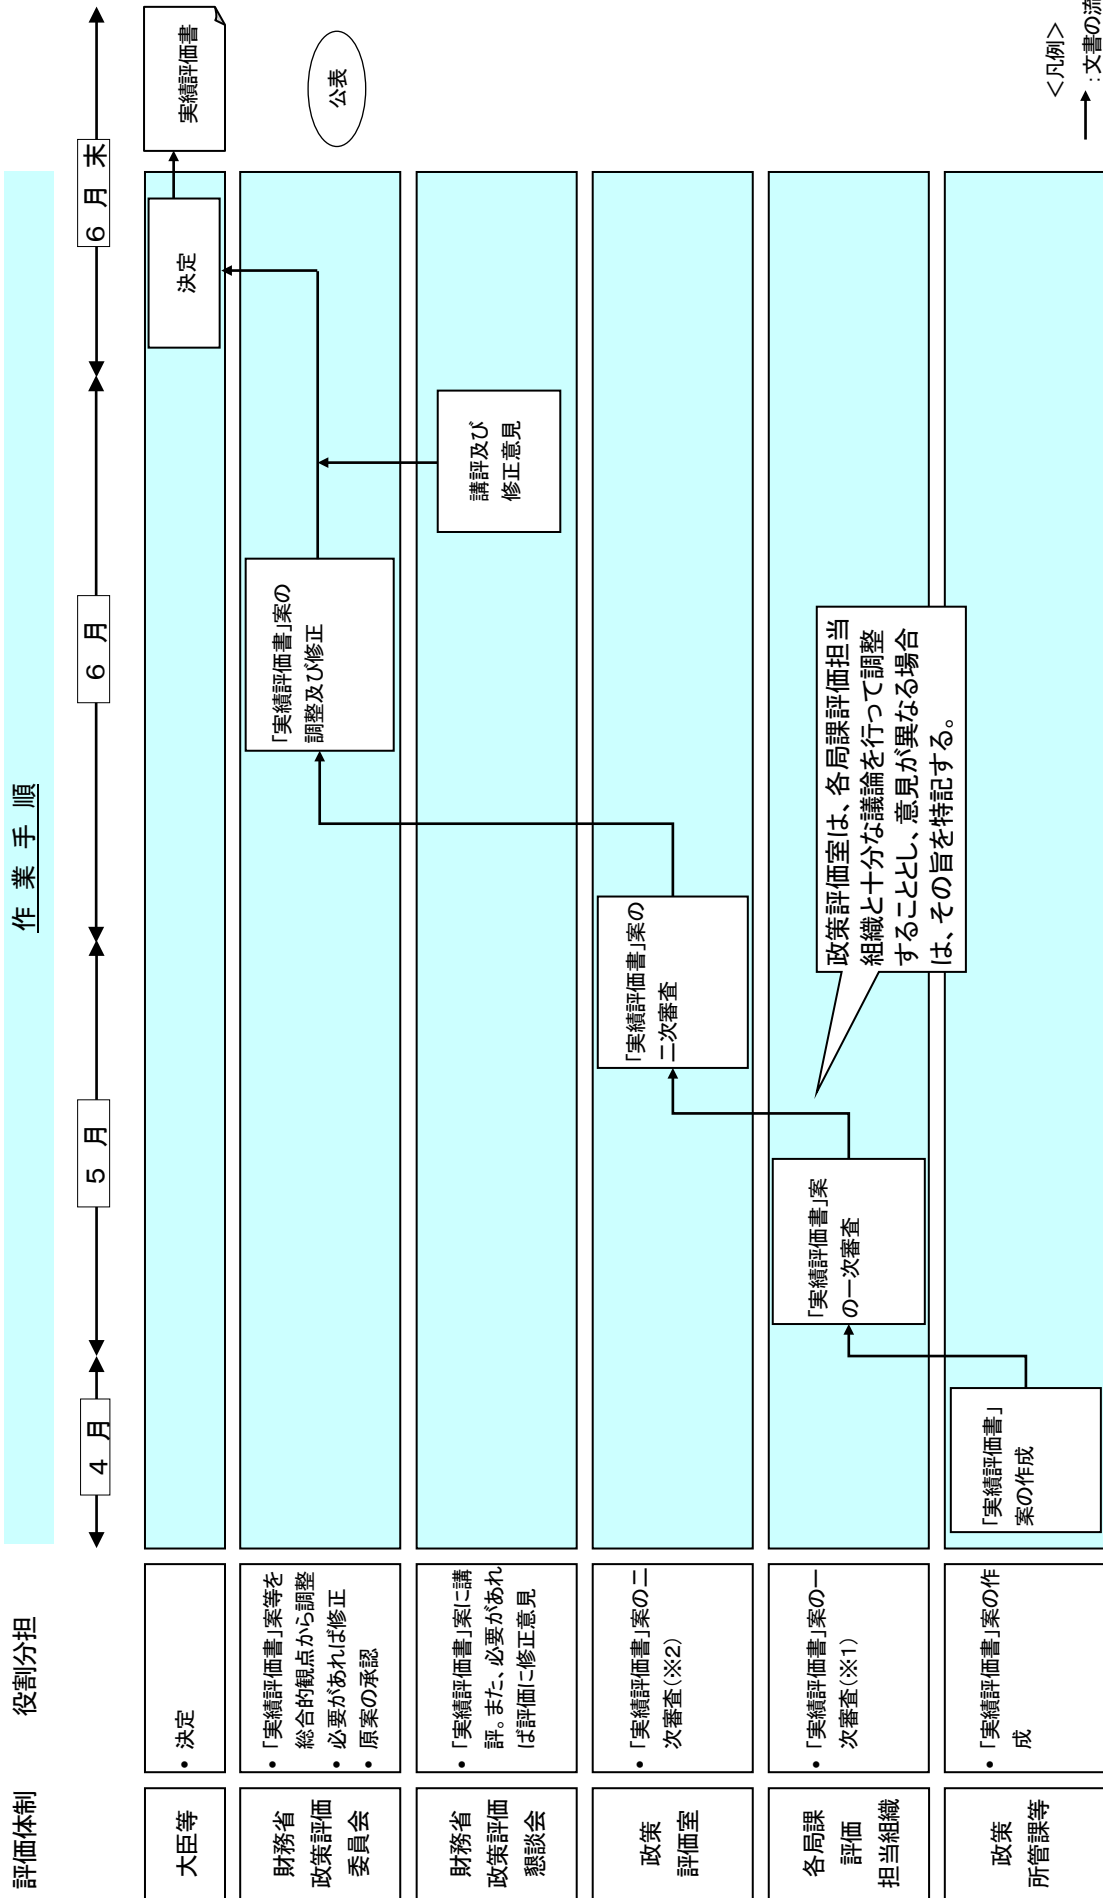 評価体制
役割分担
作業手順
4月
5月
6月
6月末
大臣等
・決定
決定
実績評価書
財務省
政策評価
委員会
・「実績評価書」案等を
総合的観点から調整
・必要があれば修正
・原案の承認
「実績評価書」案の
調整及び修正
公表
財務省
政策評価
懇談会
・「実績評価書」案に講
評。また、必要があれ
ば評価に修正意見
講評及び
修正意見
政策
評価室
・「実績評価書」案の二
次審査(※2)
「実績評価書」案の
二次審査
各局課
評価
担当組織
・「実績評価書」案の一
次審査(※1)
「実績評価書」案
の一次審査
政策評価室は、各局課評価担当
組織と十分な議論を行って調整
することとし、意見が異なる場合
は、その旨を特記する。
政策
所管課等
・「実績評価書」案の作
成
「実績評価書」
案の作成
<凡例>
:文書の流